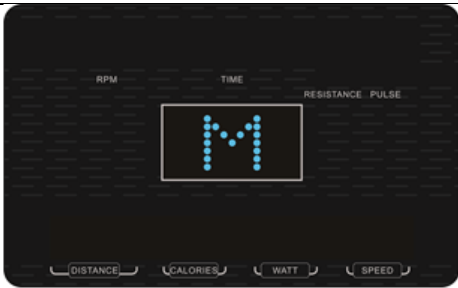 RPM TIME
RESISTANCE PULSE
M
DISTANCE CALORIES WATT SPEED